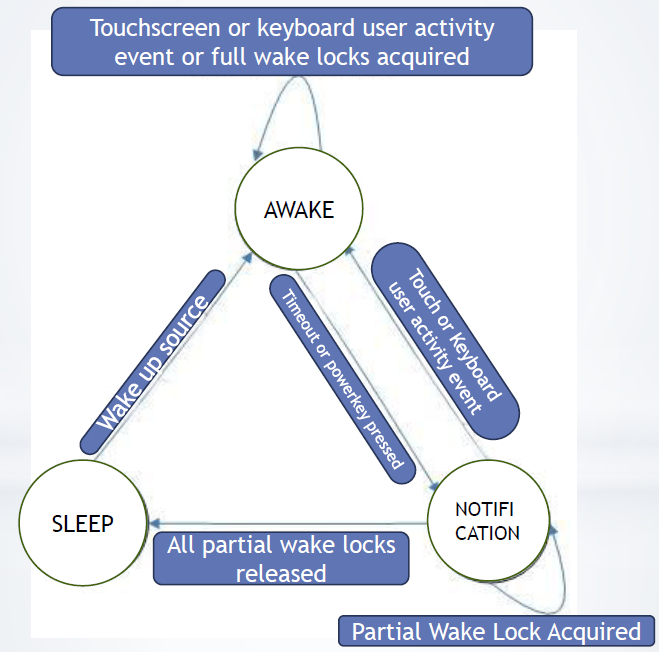 Touchscreen or keyboard user activity
event or full wake locks acquired
AWAKE
Wake up source
Timeout or powerkey pressed
Touch or Keyboard
user activity event
SLEEP
NOTIFI
CATION
All partial wake locks
released
Partial Wake Lock Acquired